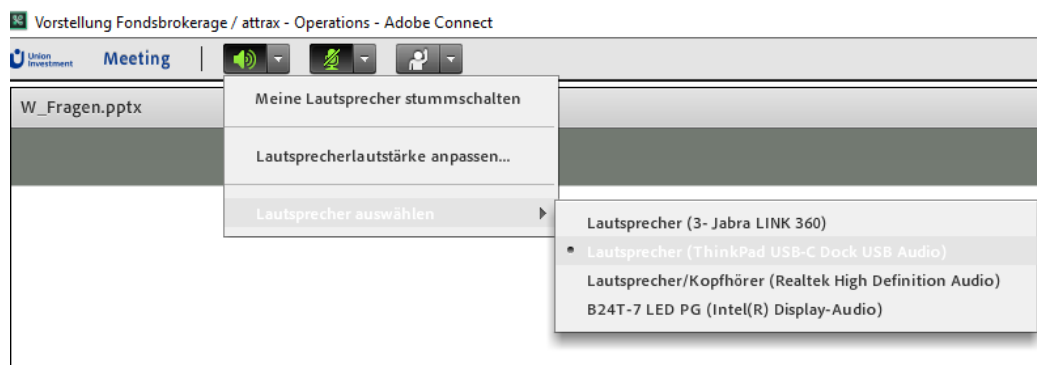 Vorstellung Fondsbrokerage / attrax - Operations - Adobe Connect
Union
Investment
Meeting
W_Fragen.pptx
Meine Lautsprecher stummschalten
Lautsprecherlautstärke anpassen...
Lautsprecher auswählen
Lautsprecher (3- Jabra LINK 360)
Lautsprecher (ThinkPad USB-C Dock USB Audio)
Lautsprecher/Kopfhörer (Realtek High Definition Audio)
B24T-7 LED PG (Intel(R) Display-Audio)